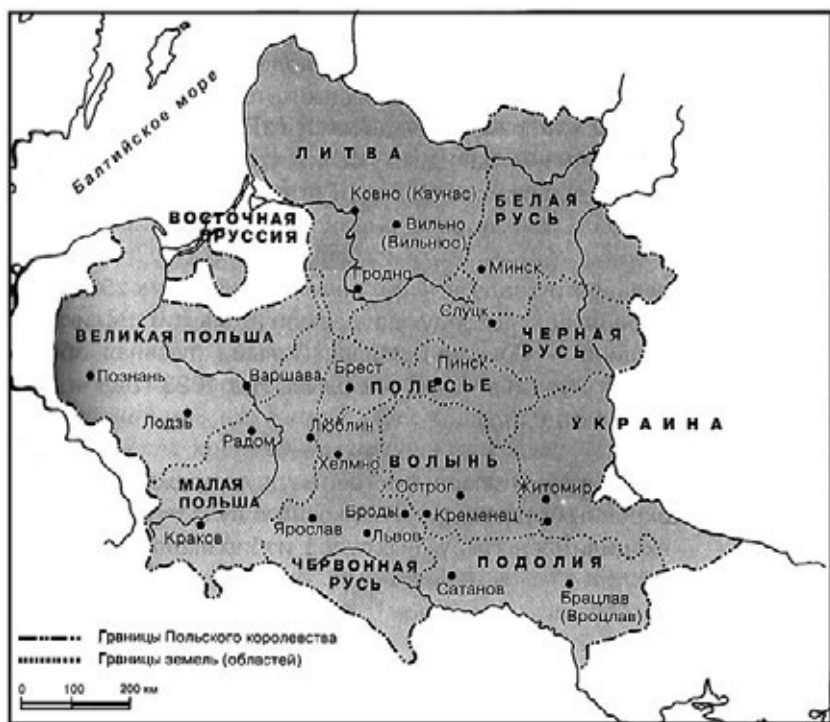 Балтийское море
ЛИТВА
Ковно (Каунас)
БЕЛАЯ
РУСЬ
ВОСТОЧНАЯ
ПРУССИЯ
Вильно
(Вильнюс)
Минск
Гродно
Слуцк
ВЕЛИКАЯ ПОЛЬША
ЧЕРНАЯ
РУСЬ
Познань
Варшава
Брест
Пинск
ПОЛЕСЬЕ
Лодзь
Радом
Люблин
УКРАИНА
Хелмно
ВОЛЫНЬ
МАЛАЯ
ПОЛЬША
Острог
Житомир
Краков
Ярослав
Броды
Кременец
Львов
ЧЕРВОННАЯ
РУСЬ
ПОДОЛИЯ
Сатанов
Брацлав
(Вроцлав)
Границы Польского королевства
Границы земель (областей)
0 100 200 км